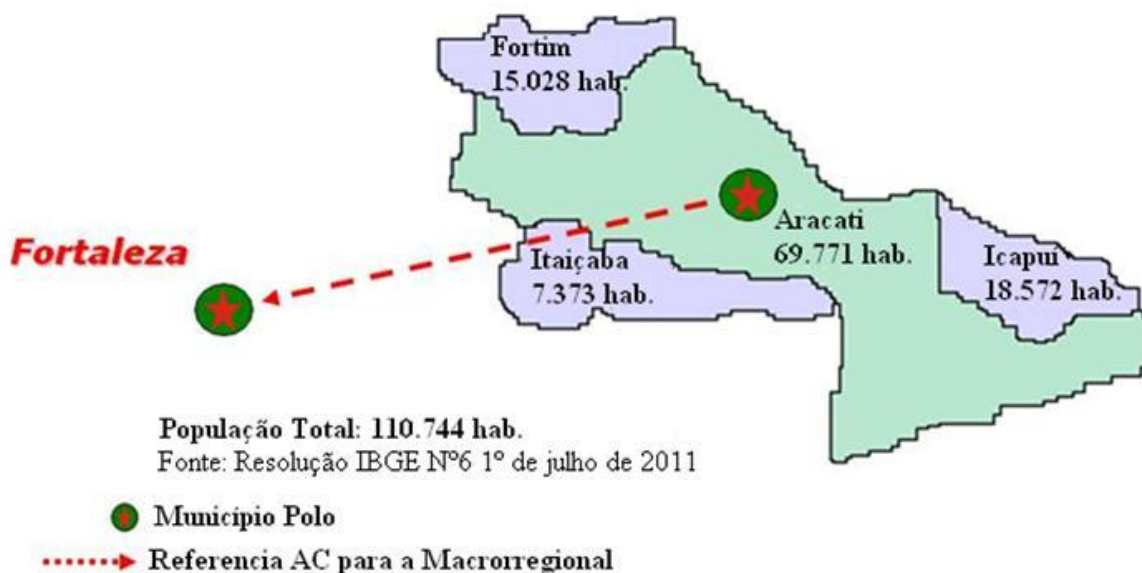 Fortim
15.028 hab.
Aracati
69.771 hab.
Fortaleza
Itaiçaba
7.373 hab.
Icapuí
18.572 hab.
População Total: 110.744 hab.
Fonte: Resolução IBGE Nº6 1º de julho de 2011
Município Polo
Referencia AC para a Macrorregional